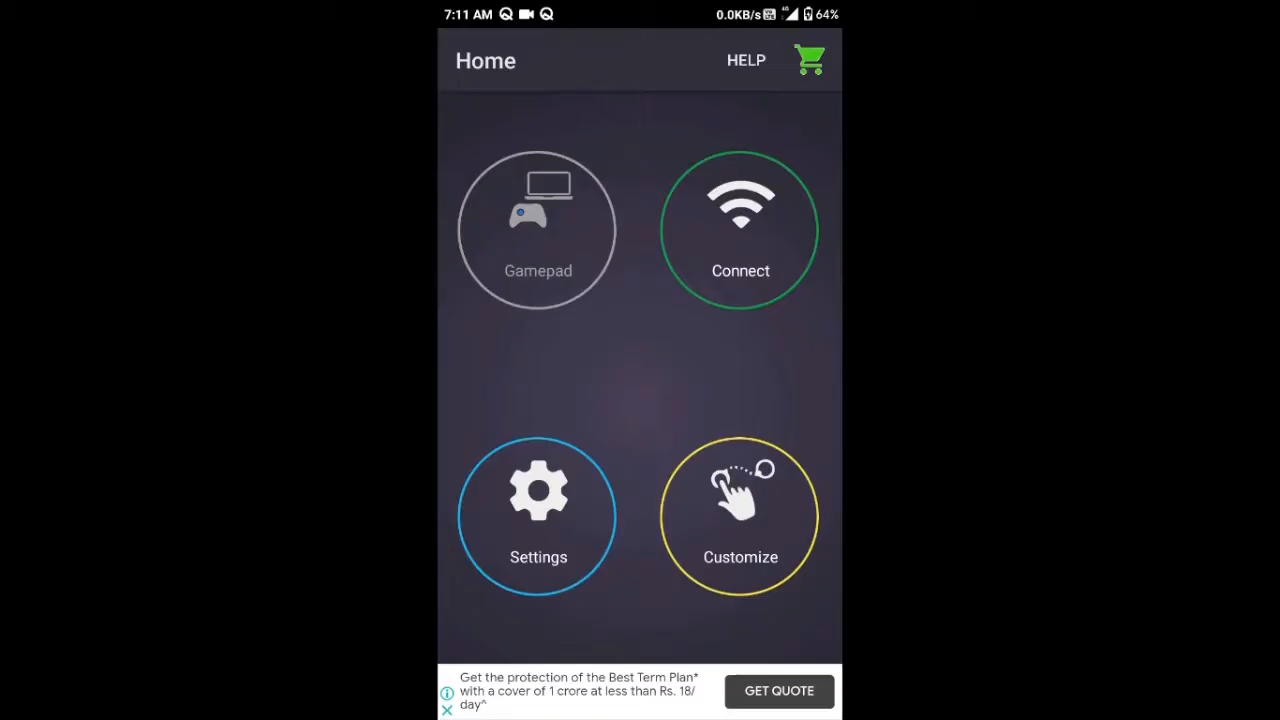 7:11 AM 0.0KB/s 4G 64%
Home HELP
Gamepad Connect
Settings Customize
Get the protection of the Best Term Plan*
with a cover of 1 crore at less than Rs. 18/
day^
GET QUOTE